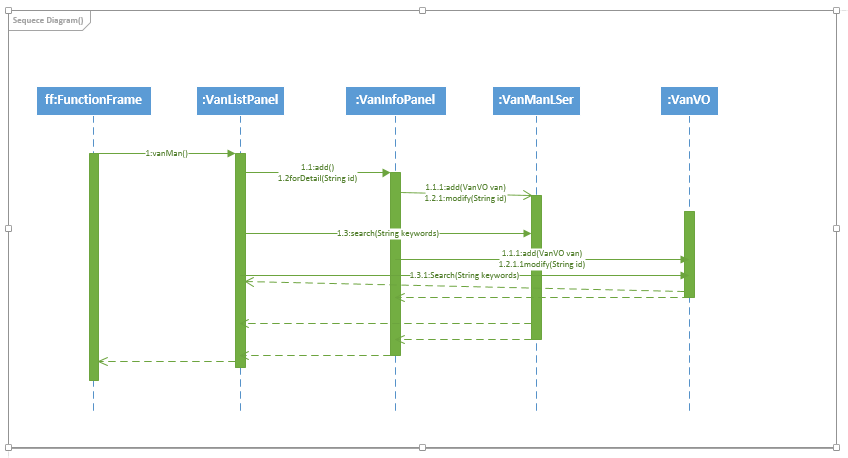 Sequece Diagram()
ff:FunctionFrame
:VanListPanel
:VanInfoPanel
:VanManLSer
:VanVO
1:vanMan()
1.1:add()
1.2forDetail(String id)
1.1.1:add(VanVO van)
1.2.1:modify(String id)
1.3:search(String keywords)
1.1.1:add(VanVO van)
1.2.1.1modify(String id)
1.3.1:Search(String keywords)